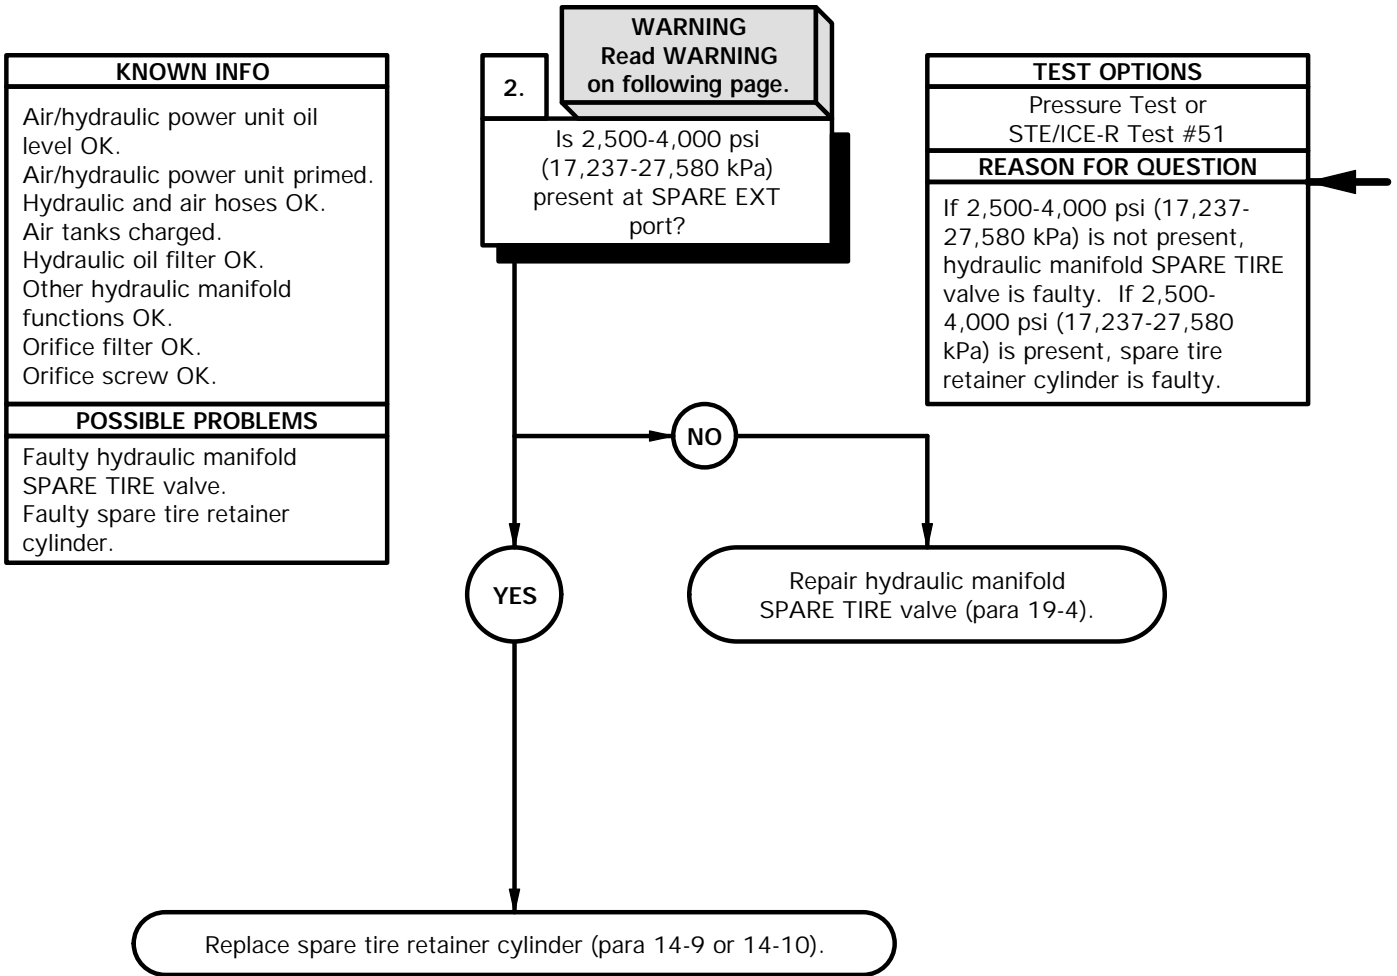 KNOWN INFO
Air/hydraulic power unit oil
level OK.
Air/hydraulic power unit primed.
Hydraulic and air hoses OK.
Air tanks charged.
Hydraulic oil filter OK.
Other hydraulic manifold
functions OK.
Orifice filter OK.
Orifice screw OK.
POSSIBLE PROBLEMS
Faulty hydraulic manifold
SPARE TIRE valve.
Faulty spare tire retainer
cylinder.
WARNING
Read WARNING
on following page.
2.
Is 2,500-4,000 psi
(17,237-27,580 kPa)
present at SPARE EXT
port?
TEST OPTIONS
Pressure Test or
STE/ICE-R Test #51
REASON FOR QUESTION
If 2,500-4,000 psi (17,237-
27,580 kPa) is not present,
hydraulic manifold SPARE TIRE
valve is faulty.  If 2,500-
4,000 psi (17,237-27,580
kPa) is present, spare tire
retainer cylinder is faulty.
NO
YES
Repair hydraulic manifold
SPARE TIRE valve (para 19-4).
Replace spare tire retainer cylinder (para 14-9 or 14-10).